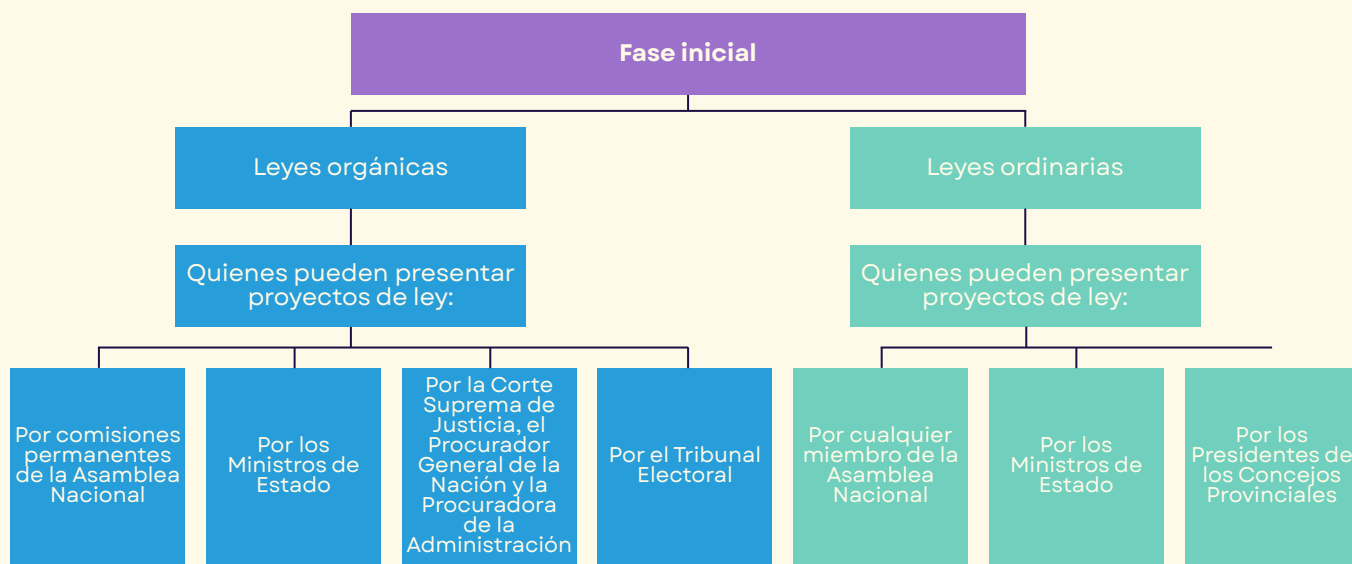 Fase inicial
Leyes orgánicas
Leyes ordinarias
Quienes pueden presentar
proyectos de ley:
Quienes pueden presentar
proyectos de ley:
Por comisiones
permanentes
de la Asamblea
Nacional
Por los
Ministros de
Estado
Por la Corte
Suprema de
Justicia, el
Procurador
General de la
Nación y la
Procuradora
de la
Administración
Por el Tribunal
Electoral
Por cualquier
miembro de la
Asamblea
Nacional
Por los
Ministros de
Estado
Por los
Presidentes de
los Concejos
Provinciales